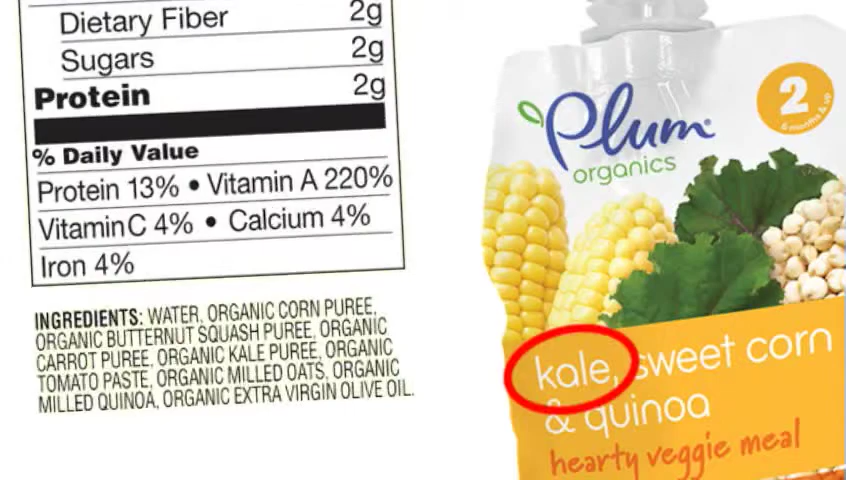 Dietary Fiber 2g
Sugars 2g
Protein 2g
% Daily Value
Protein 13% • Vitamin A 220%
Vitamin C 4% • Calcium 4%
Iron 4%
INGREDIENTS: WATER, ORGANIC CORN PUREE,
ORGANIC BUTTERNUT SQUASH PUREE, ORGANIC
CARROT PUREE, ORGANIC KALE PUREE, ORGANIC
TOMATO PASTE, ORGANIC MILLED OATS, ORGANIC
MILLED QUINOA, ORGANIC EXTRA VIRGIN OLIVE OIL.
Plum®
organics
2
6 months & up
kale, sweet corn
& quinoa
hearty veggie meal